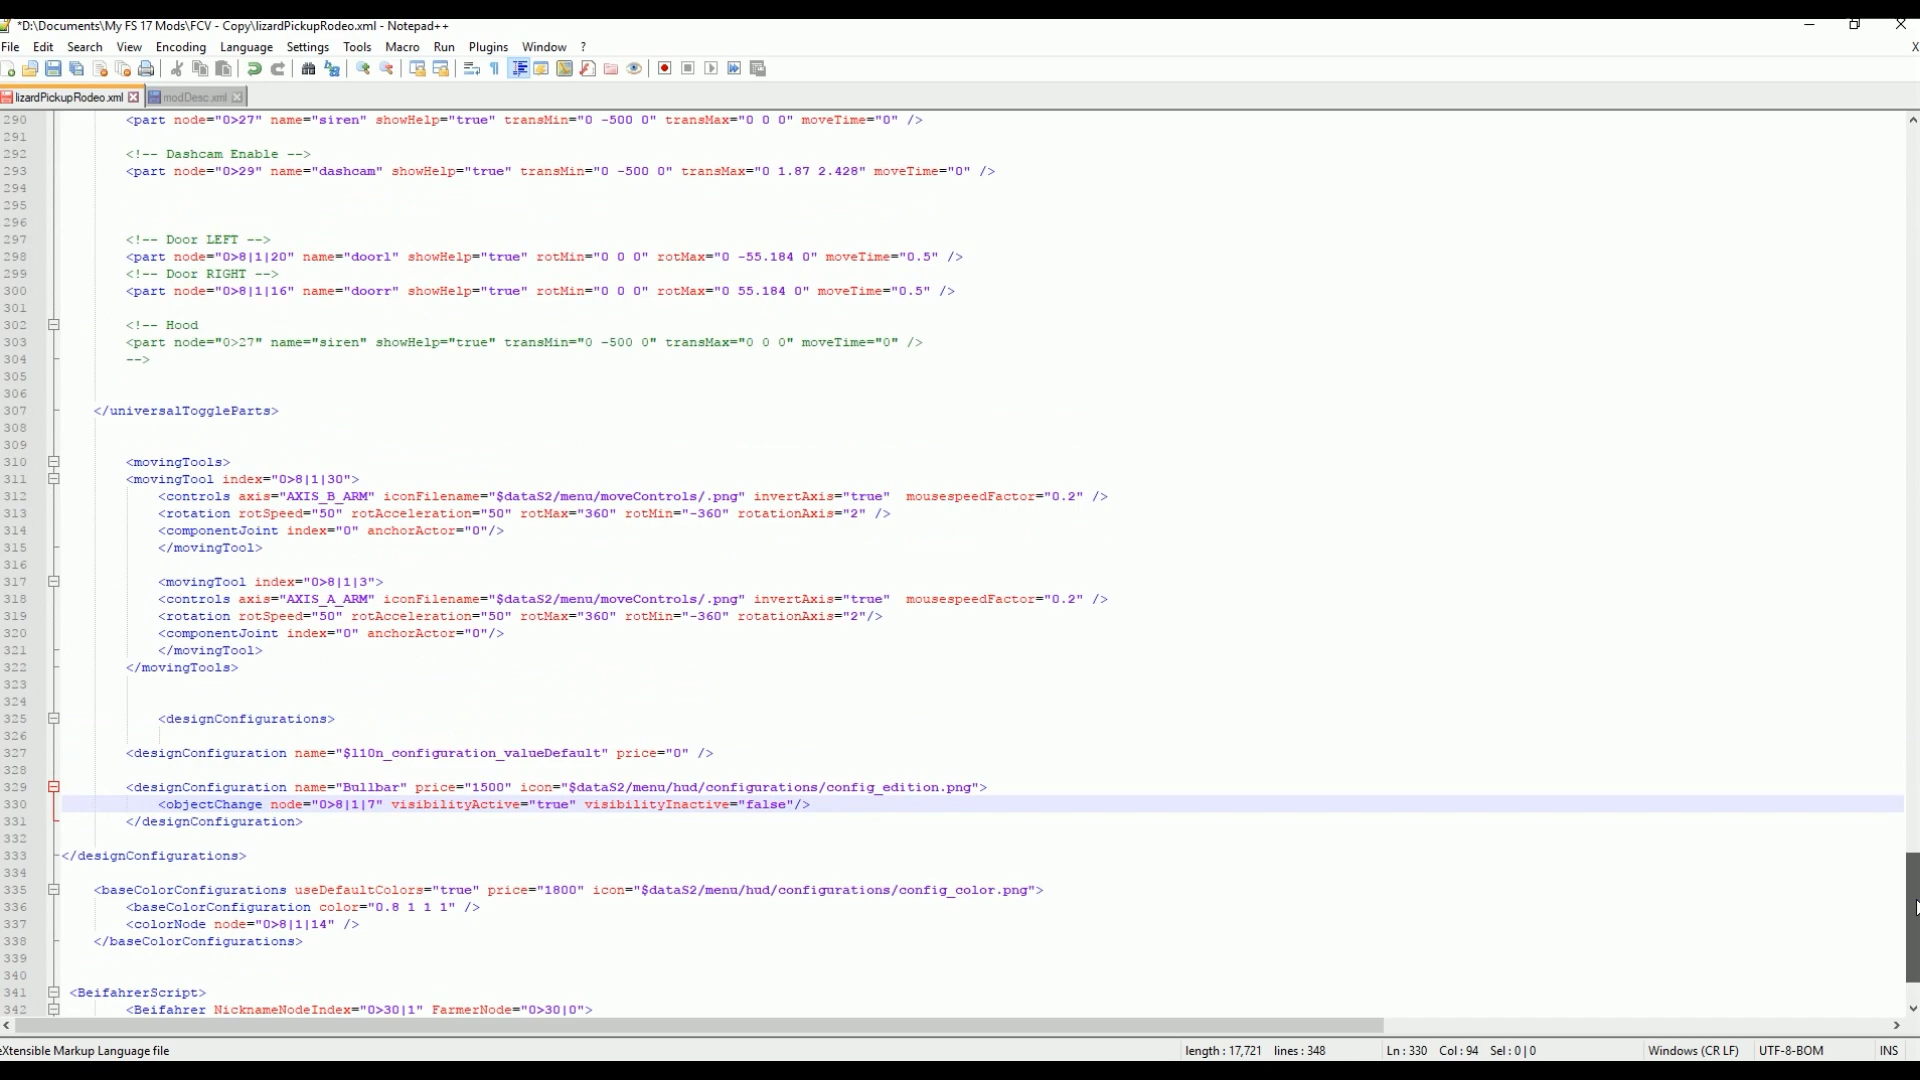 *D:\Documents\My FS 17 Mods\FCV - Copy\lizardPickupRodeo.xml - Notepad++
File Edit Search View Encoding Language Settings Tools Macro Run Plugins Window ? X
lizardPickupRodeo.xml modDesc.xml
290 <part node="0>27" name="siren" showHelp="true" transMin="0 -500 0" transMax="0 0 0" moveTime="0" />
291
292 <!-- Dashcam Enable -->
293 <part node="0>29" name="dashcam" showHelp="true" transMin="0 -500 0" transMax="0 1.87 2.428" moveTime="0" />
294
295
296
297 <!-- Door LEFT -->
298 <part node="0>8|1|20" name="doorl" showHelp="true" rotMin="0 0 0" rotMax="0 -55.184 0" moveTime="0.5" />
299 <!-- Door RIGHT -->
300 <part node="0>8|1|16" name="doorr" showHelp="true" rotMin="0 0 0" rotMax="0 55.184 0" moveTime="0.5" />
301
302 <!-- Hood
303 <part node="0>27" name="siren" showHelp="true" transMin="0 -500 0" transMax="0 0 0" moveTime="0" />
304 -->
305
306
307 </universalToggleParts>
308
309
310 <movingTools>
311 <movingTool index="0>8|1|30">
312 <controls axis="AXIS_B_ARM" iconFilename="$dataS2/menu/moveControls/.png" invertAxis="true" mousespeedFactor="0.2" />
313 <rotation rotSpeed="50" rotAcceleration="50" rotMax="360" rotMin="-360" rotationAxis="2" />
314 <componentJoint index="0" anchorActor="0"/>
315 </movingTool>
316
317 <movingTool index="0>8|1|3">
318 <controls axis="AXIS_A_ARM" iconFilename="$dataS2/menu/moveControls/.png" invertAxis="true" mousespeedFactor="0.2" />
319 <rotation rotSpeed="50" rotAcceleration="50" rotMax="360" rotMin="-360" rotationAxis="2"/>
320 <componentJoint index="0" anchorActor="0"/>
321 </movingTool>
322 </movingTools>
323
324
325 <designConfigurations>
326
327 <designConfiguration name="$l10n_configuration_valueDefault" price="0" />
328
329 <designConfiguration name="Bullbar" price="1500" icon="$dataS2/menu/hud/configurations/config_edition.png">
330 <objectChange node="0>8|1|7" visibilityActive="true" visibilityInactive="false"/>
331 </designConfiguration>
332
333 </designConfigurations>
334
335 <baseColorConfigurations useDefaultColors="true" price="1800" icon="$dataS2/menu/hud/configurations/config_color.png">
336 <baseColorConfiguration color="0.8 1 1 1" />
337 <colorNode node="0>8|1|14" />
338 </baseColorConfigurations>
339
340
341 <BeifahrerScript>
342 <Beifahrer NicknameNodeIndex="0>30|1" FarmerNode="0>30|0">
eXtensible Markup Language file length : 17,721 lines : 348 Ln : 330 Col : 94 Sel : 0 | 0 Windows (CR LF) UTF-8-BOM INS